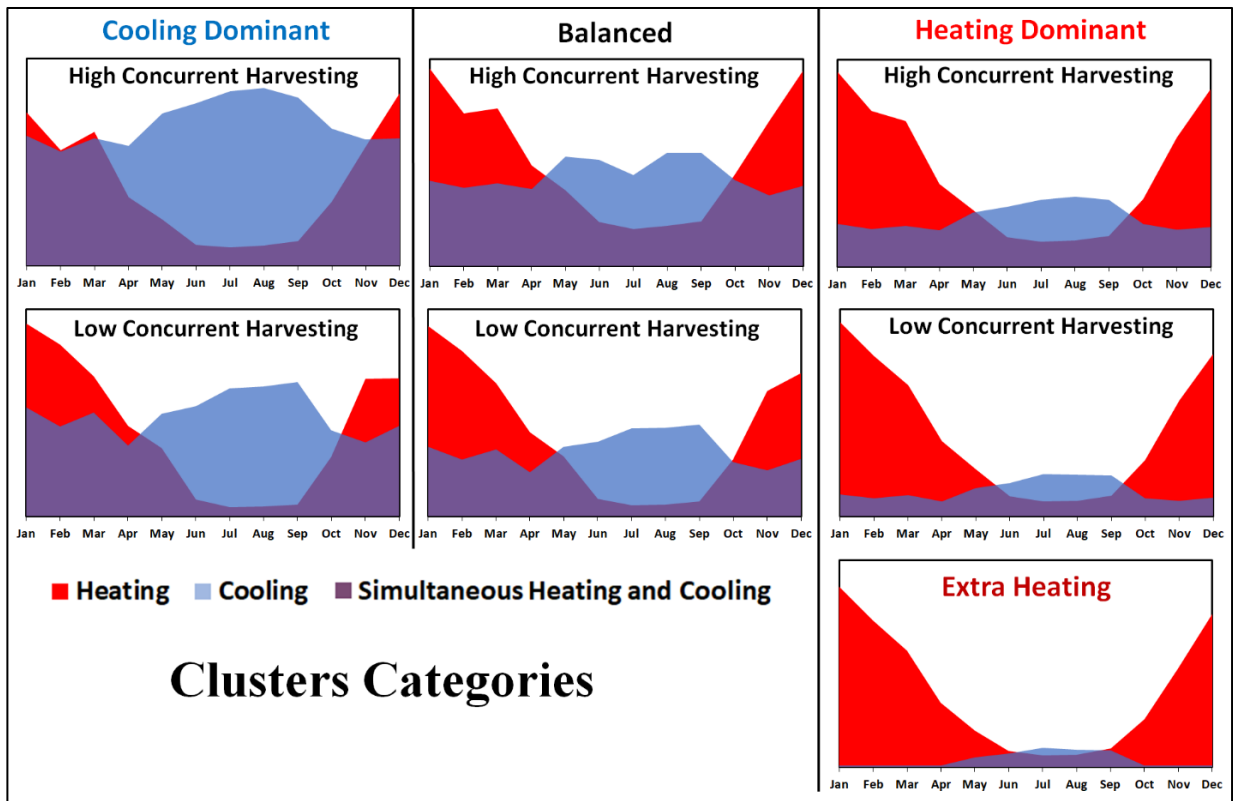 Cooling Dominant
Balanced
Heating Dominant
High Concurrent Harvesting
Jan Feb Mar Apr May Jun Jul Aug Sep Oct Nov Dec
High Concurrent Harvesting
Jan Feb Mar Apr May Jun Jul Aug Sep Oct Nov Dec
High Concurrent Harvesting
Jan Feb Mar Apr May Jun Jul Aug Sep Oct Nov Dec
Low Concurrent Harvesting
Jan Feb Mar Apr May Jun Jul Aug Sep Oct Nov Dec
Low Concurrent Harvesting
Jan Feb Mar Apr May Jun Jul Aug Sep Oct Nov Dec
Low Concurrent Harvesting
Jan Feb Mar Apr May Jun Jul Aug Sep Oct Nov Dec
Heating Cooling Simultaneous Heating and Cooling
Clusters Categories
Extra Heating
Jan Feb Mar Apr May Jun Jul Aug Sep Oct Nov Dec